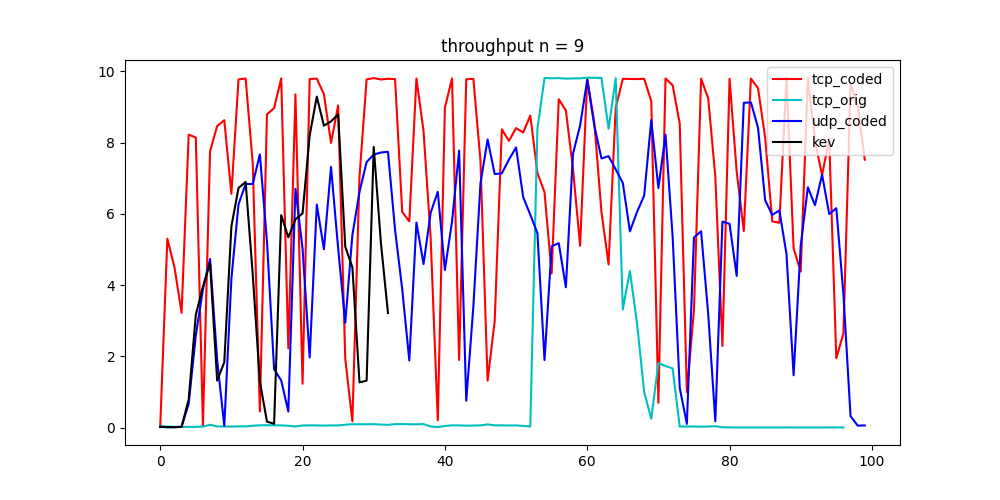 throughput n = 9
10
8
6
4
2
0
0
20
40
60
80
100
tcp_coded
tcp_orig
udp_coded
kev